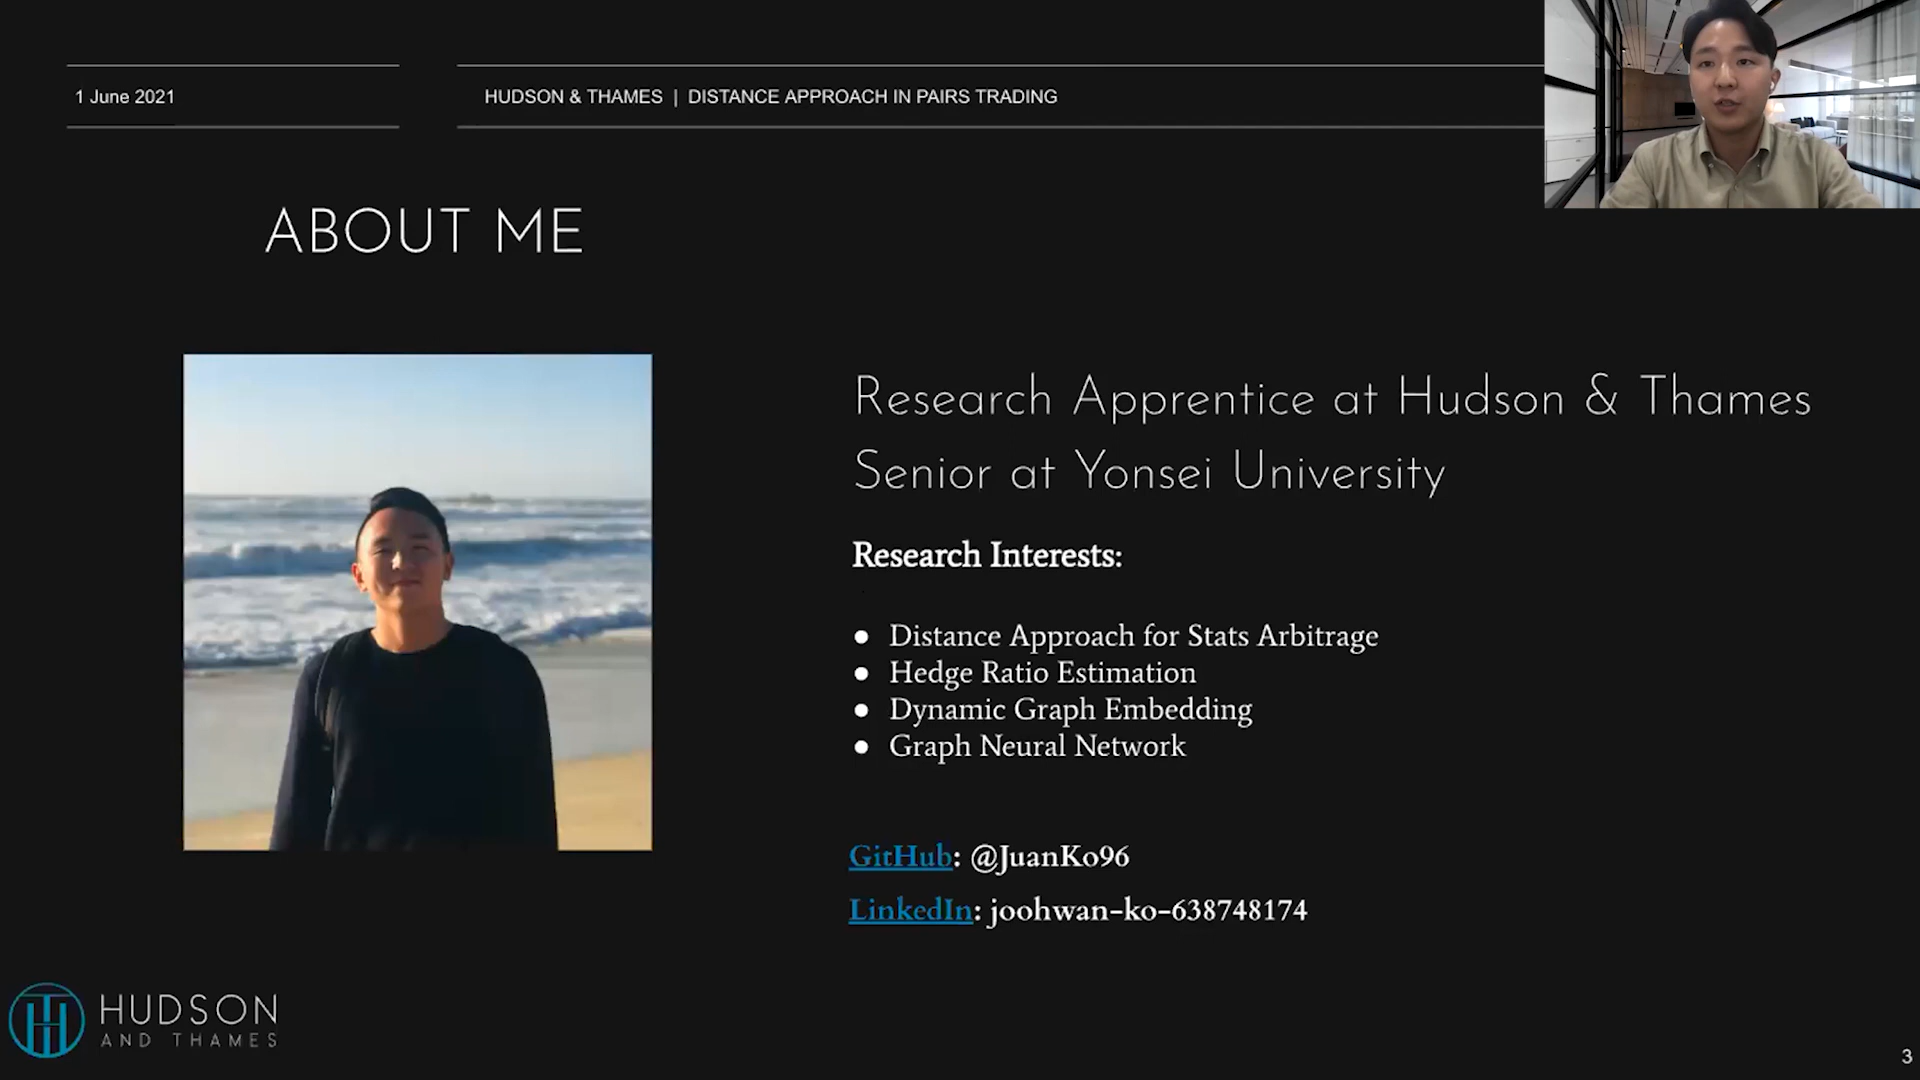 1 June 2021
HUDSON & THAMES | DISTANCE APPROACH IN PAIRS TRADING
ABOUT ME
Research Apprentice at Hudson & Thames
Senior at Yonsei University
Research Interests:
● Distance Approach for Stats Arbitrage
● Hedge Ratio Estimation
● Dynamic Graph Embedding
● Graph Neural Network
GitHub: @JuanKo96
LinkedIn: joohwan-ko-638748174
HUDSON
AND THAMES
3